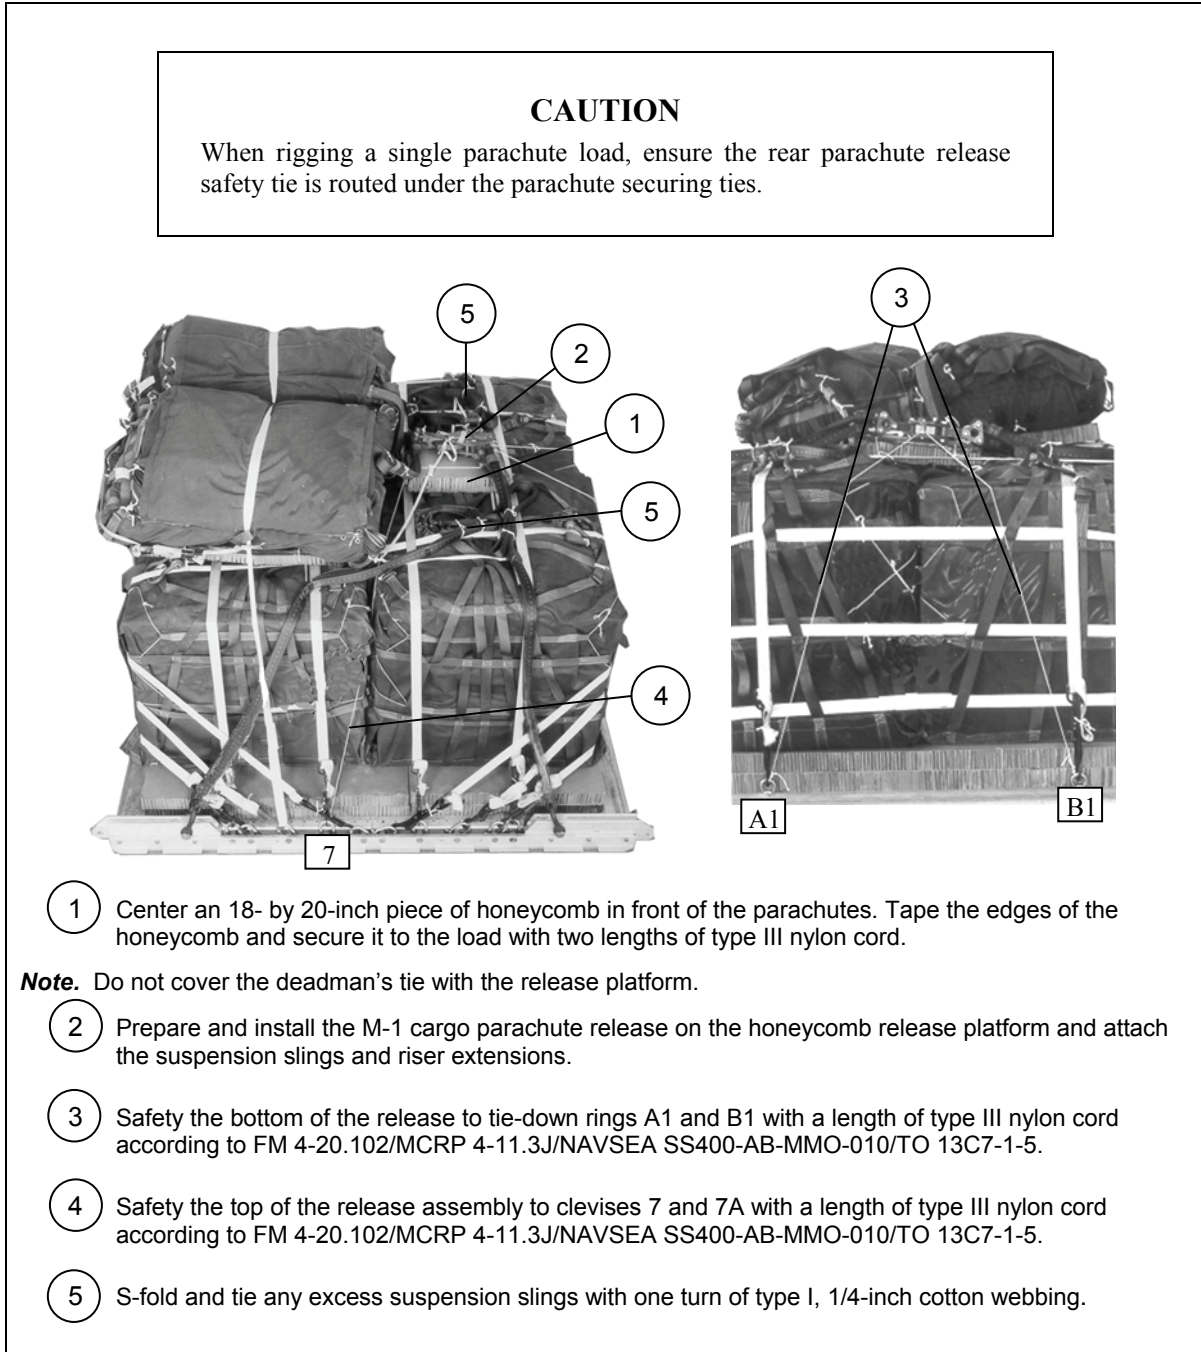 CAUTION
When rigging a single parachute load, ensure the rear parachute release
safety tie is routed under the parachute securing ties.
5
2
1
5
4
7
3
A1
B1
1 Center an 18- by 20-inch piece of honeycomb in front of the parachutes. Tape the edges of the
honeycomb and secure it to the load with two lengths of type III nylon cord.
Note. Do not cover the deadman’s tie with the release platform.
2 Prepare and install the M-1 cargo parachute release on the honeycomb release platform and attach
the suspension slings and riser extensions.
3 Safety the bottom of the release to tie-down rings A1 and B1 with a length of type III nylon cord
according to FM 4-20.102/MCRP 4-11.3J/NAVSEA SS400-AB-MMO-010/TO 13C7-1-5.
4 Safety the top of the release assembly to clevises 7 and 7A with a length of type III nylon cord
according to FM 4-20.102/MCRP 4-11.3J/NAVSEA SS400-AB-MMO-010/TO 13C7-1-5.
5 S-fold and tie any excess suspension slings with one turn of type I, 1/4-inch cotton webbing.